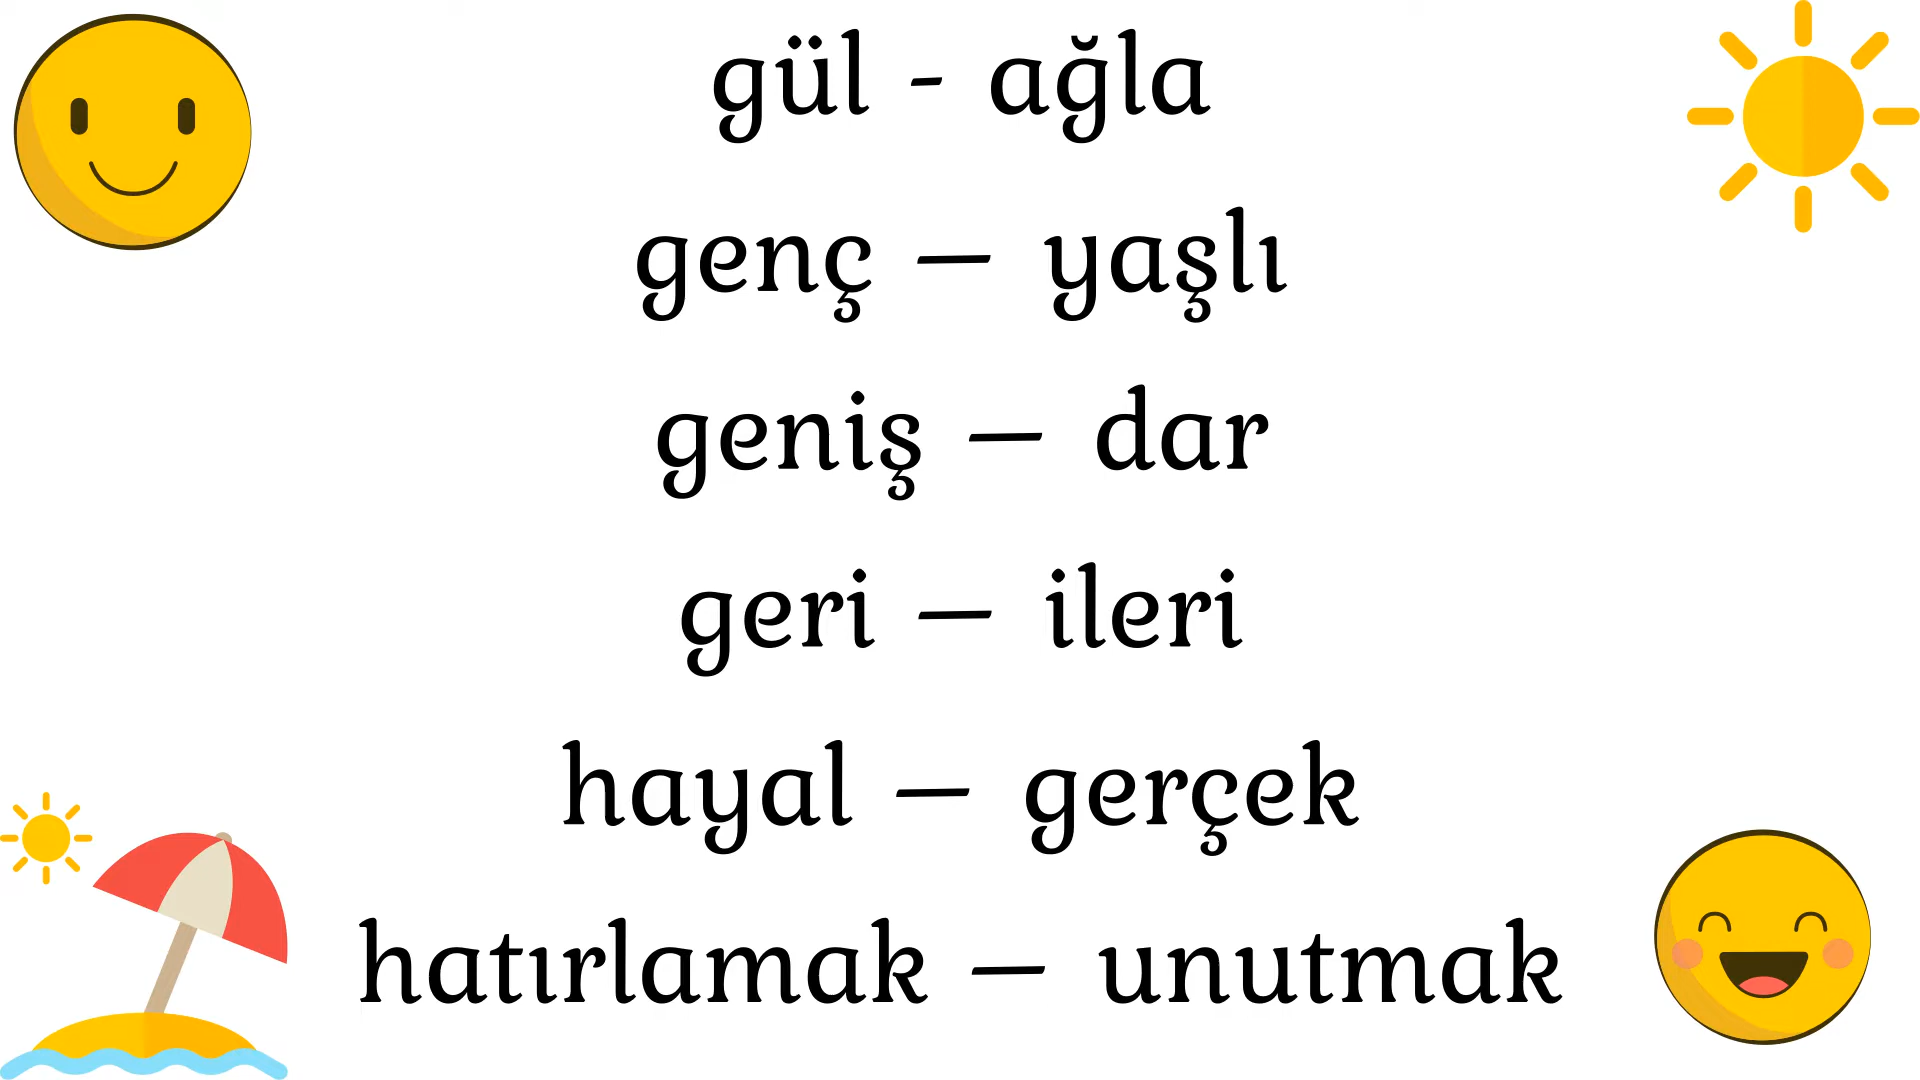 gül - ağla
genç – yaşlı
geniş – dar
geri – ileri
hayal – gerçek
hatırlamak – unutmak